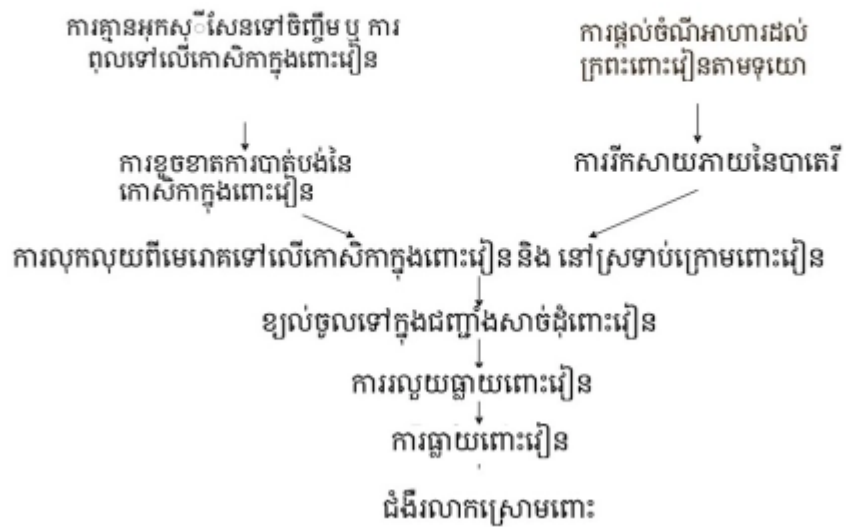 ការគ្មានអុកស៊ីសែនទៅចិញ្ចឹម ឬ ការ
ពុលទៅលើកោសិកាក្នុងពោះវៀន
ការផ្តល់ចំណីអាហារដល់
ក្រពះពោះវៀនតាមទុយោ
ការខូចខាតការបាត់បង់នៃ
កោសិកាក្នុងពោះវៀន
ការរីកសាយភាយនៃបាតេរី
ការលុកលុយពីមេរោគទៅលើកោសិកាក្នុងពោះវៀន និង នៅស្រទាប់ក្រោមពោះវៀន
ខ្យល់ចូលទៅក្នុងជញ្ជាំងសាច់ដុំពោះវៀន
ការរលួយធ្លាយពោះវៀន
ការធ្លាយពោះវៀន
ជំងឺរលាកស្រោមពោះ